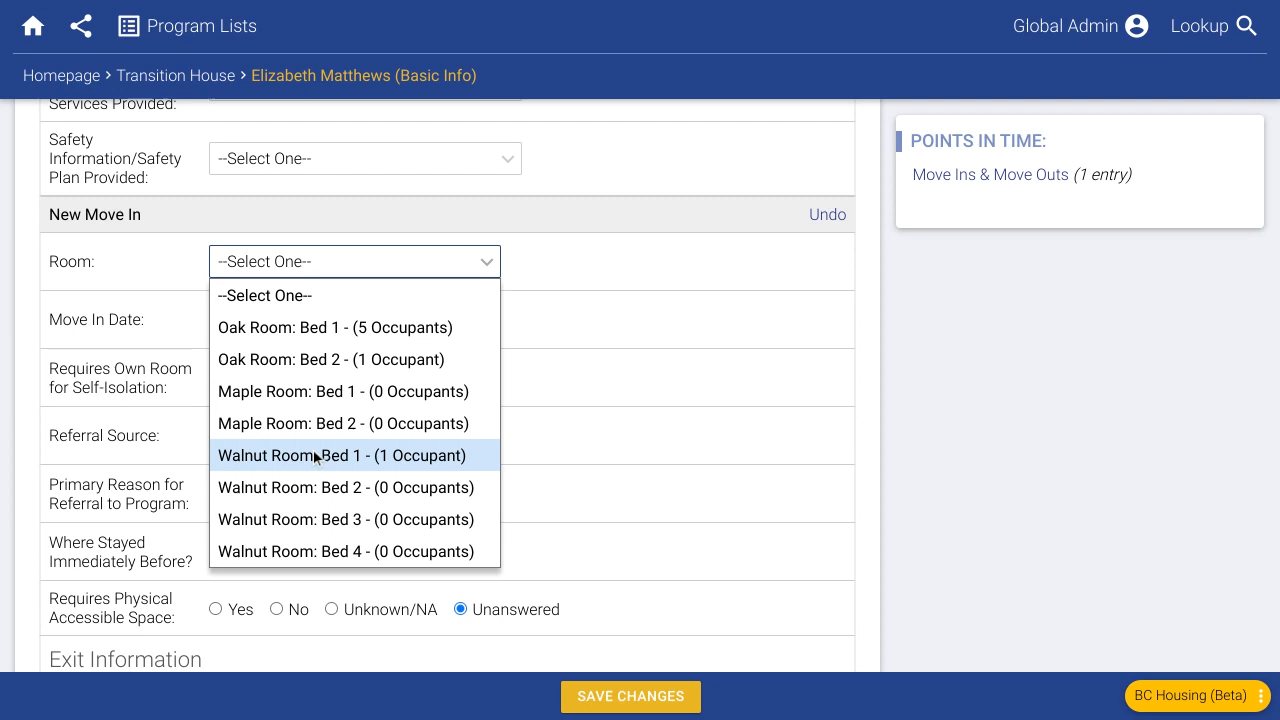 Program Lists
Global Admin
Lookup
Homepage > Transition House > Elizabeth Matthews (Basic Info)
Services Provided:
Safety
Information/Safety
Plan Provided:
--Select One--
POINTS IN TIME:
Move Ins & Move Outs (1 entry)
New Move In
Undo
Room:
--Select One--
--Select One--
Oak Room: Bed 1 - (5 Occupants)
Oak Room: Bed 2 - (1 Occupant)
Maple Room: Bed 1 - (0 Occupants)
Maple Room: Bed 2 - (0 Occupants)
Walnut Room: Bed 1 - (1 Occupant)
Walnut Room: Bed 2 - (0 Occupants)
Walnut Room: Bed 3 - (0 Occupants)
Walnut Room: Bed 4 - (0 Occupants)
Move In Date:
Requires Own Room
for Self-Isolation:
Referral Source:
Primary Reason for
Referral to Program:
Where Stayed
Immediately Before?
Requires Physical
Accessible Space:
Yes
No
Unknown/NA
Unanswered
Exit Information
SAVE CHANGES
BC Housing (Beta)